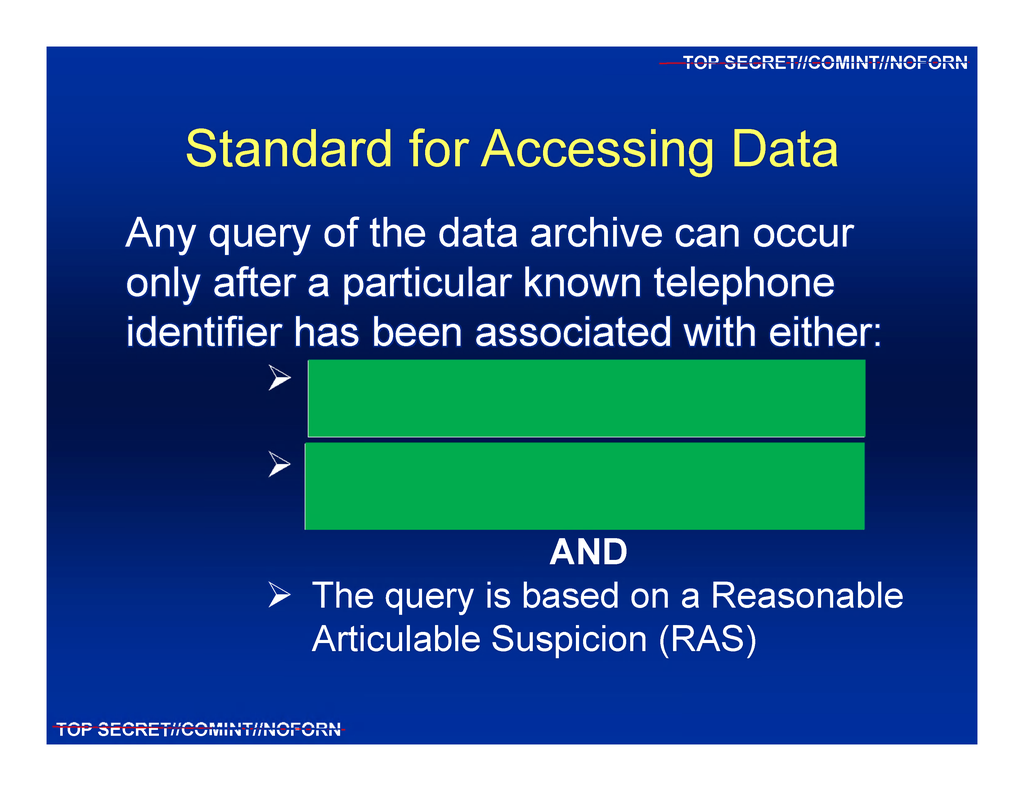 TOP SECRET//COMINT//NOFORN
Standard for Accessing Data
Any query of the data archive can occur
only after a particular known telephone
identifier has been associated with either:
➢
➢
AND
➢ The query is based on a Reasonable
Articulable Suspicion (RAS)
TOP SECRET//COMINT//NOFORN